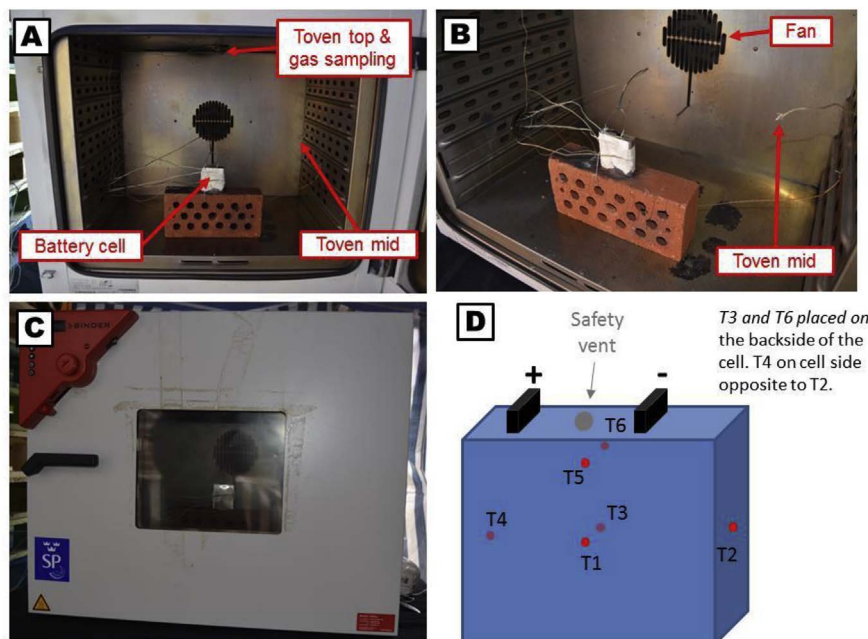 A
Toven top &
gas sampling
Battery cell
Toven mid
B
Fan
Toven mid
C
BINDER
SP
D
Safety
vent
T3 and T6 placed on
the backside of the
cell. T4 on cell side
opposite to T2.
+
-
T6
T5
T4
T3
T1
T2